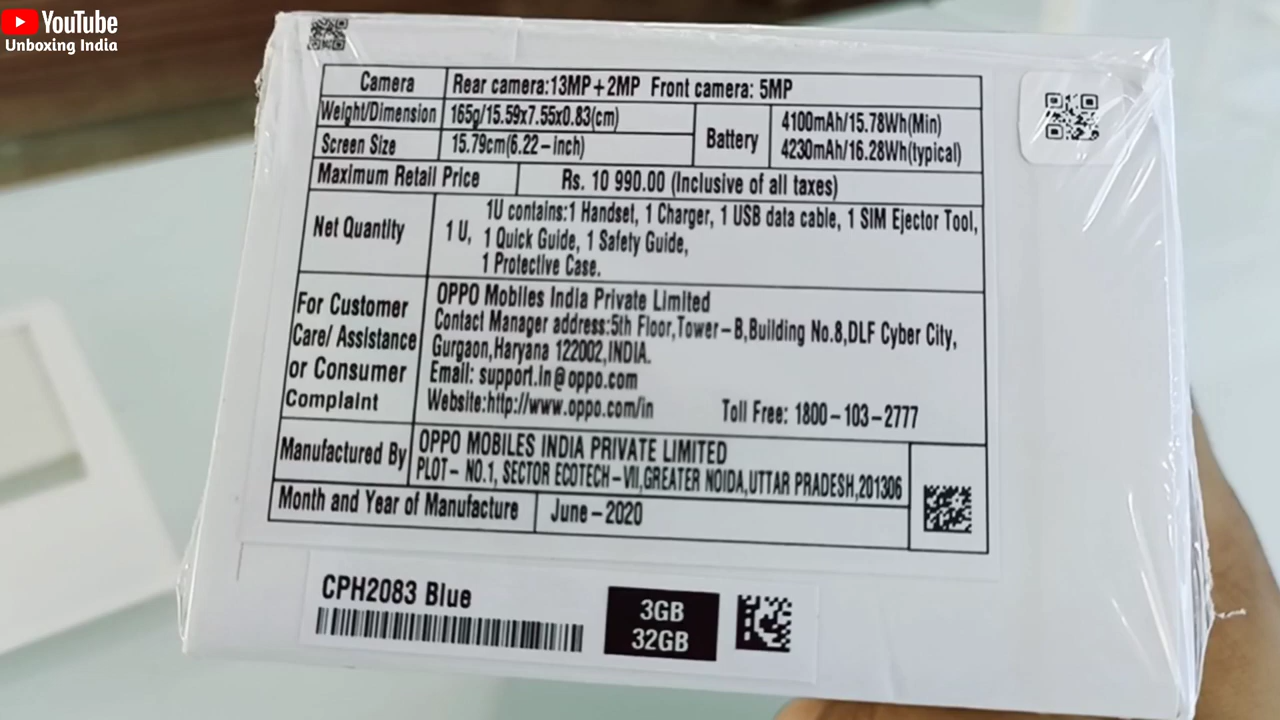 YouTube
Unboxing India
Camera
Rear camera:13MP+2MP Front camera: 5MP
Weight/Dimension
165g/15.59x7.55x0.83(cm)
Screen Size
15.79cm(6.22-inch)
Battery
4100mAh/15.78Wh(Min)
4230mAh/16.28Wh(typical)
Maximum Retail Price
Rs. 10 990.00 (Inclusive of all taxes)
Net Quantity
1 U,
1U contains:1 Handset, 1 Charger, 1 USB data cable, 1 SIM Ejector Tool,
1 Quick Guide, 1 Safety Guide,
1 Protective Case.
For Customer
Care/ Assistance
or Consumer
Complaint
OPPO Mobiles India Private Limited
Contact Manager address:5th Floor,Tower-B,Building No.8,DLF Cyber City,
Gurgaon,Haryana 122002,INDIA.
Email: support.in@oppo.com
Website:http://www.oppo.com/in Toll Free: 1800-103-2777
Manufactured By
OPPO MOBILES INDIA PRIVATE LIMITED
PLOT- NO.1, SECTOR ECOTECH-VII,GREATER NOIDA,UTTAR PRADESH,201306
Month and Year of Manufacture
June-2020
CPH2083 Blue
3GB
32GB